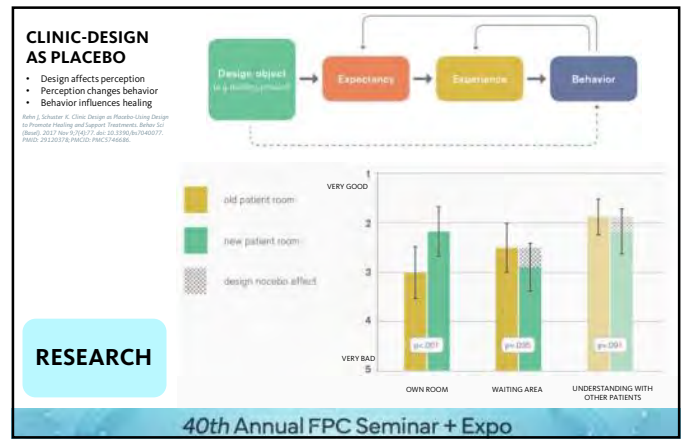 CLINIC-DESIGN
AS PLACEBO
• Design affects perception
• Perception changes behavior
• Behavior influences healing
Rehn J, Schuster K. Clinic Design as Placebo-Using Design
to Promote Healing and Support Treatments. Behav Sci
(Basel). 2017 Nov 9;7(4):77. doi: 10.3390/bs7040077.
PMID: 29120378; PMCID: PMC5746686.
Design object
Expectancy
Experience
Behavior
old patient room
new patient room
design nocebo effect
VERY GOOD
1
2
3
4
VERY BAD
5
p<.001
p=.035
p=.091
OWN ROOM
WAITING AREA
UNDERSTANDING WITH
OTHER PATIENTS
RESEARCH
40th Annual FPC Seminar + Expo